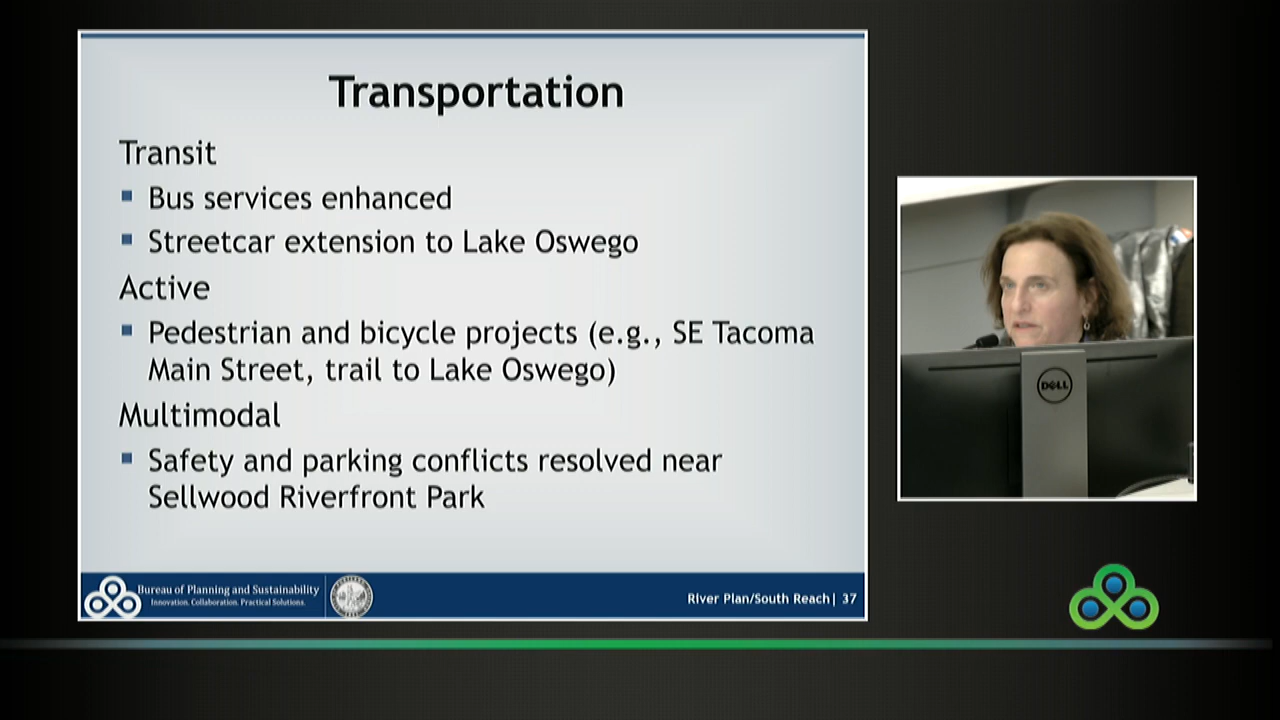 Transportation
Transit
Bus services enhanced
Streetcar extension to Lake Oswego
Active
Pedestrian and bicycle projects (e.g., SE Tacoma
Main Street, trail to Lake Oswego)
Multimodal
Safety and parking conflicts resolved near
Sellwood Riverfront Park
Bureau of Planning and Sustainability
Innovation. Collaboration. Practical Solutions.
River Plan/South Reach| 37
DELL